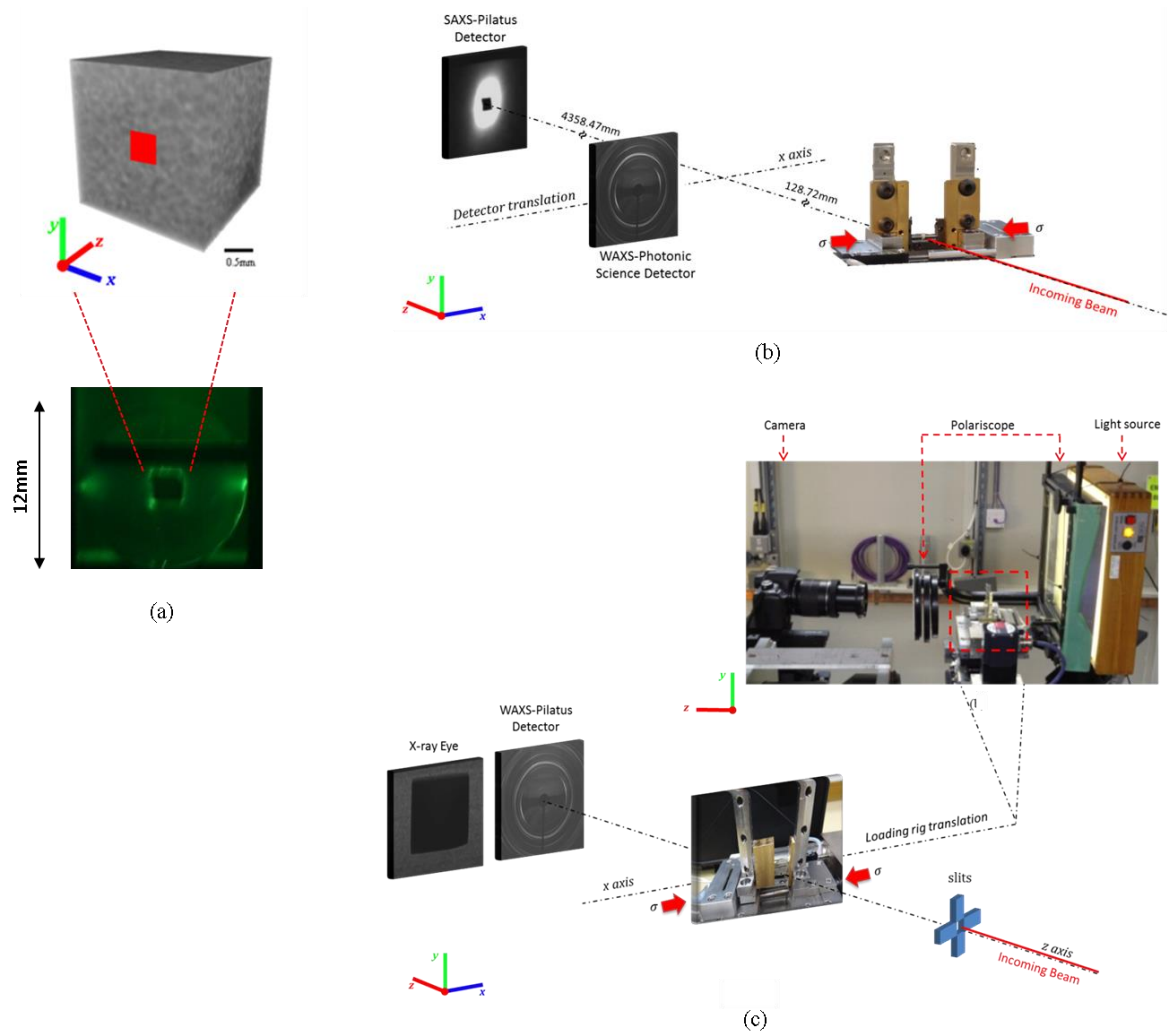 y
z
x
0.5mm
12mm
(a)
SAXS-Pilatus
Detector
4358.47mm
x axis
128.72mm
Detector translation
WAXS-Photonic
Science Detector
σ
σ
Incoming Beam
y
z
x
(b)
Camera
Polariscope
Light source
y
z
WAXS-Pilatus
Detector
X-ray Eye
Loading rig translation
x axis
σ
σ
slits
z axis
Incoming Beam
y
z
x
(c)